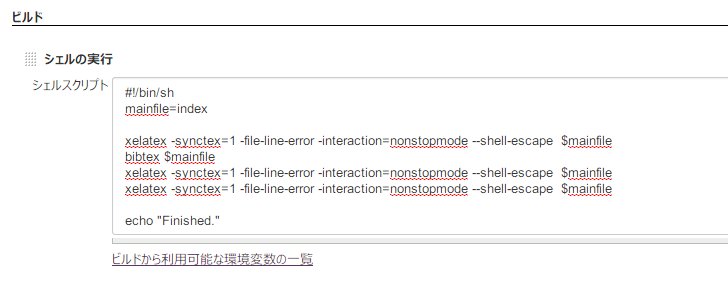 ビルド
シェルの実行
シェルスクリプト
#!/bin/sh
mainfile=index
xelatex -synctex=1 -file-line-error -interaction=nonstopmode --shell-escape  $mainfile
bibtex $mainfile
xelatex -synctex=1 -file-line-error -interaction=nonstopmode --shell-escape  $mainfile
xelatex -synctex=1 -file-line-error -interaction=nonstopmode --shell-escape  $mainfile
echo "Finished."
ビルドから利用可能な環境変数の一覧